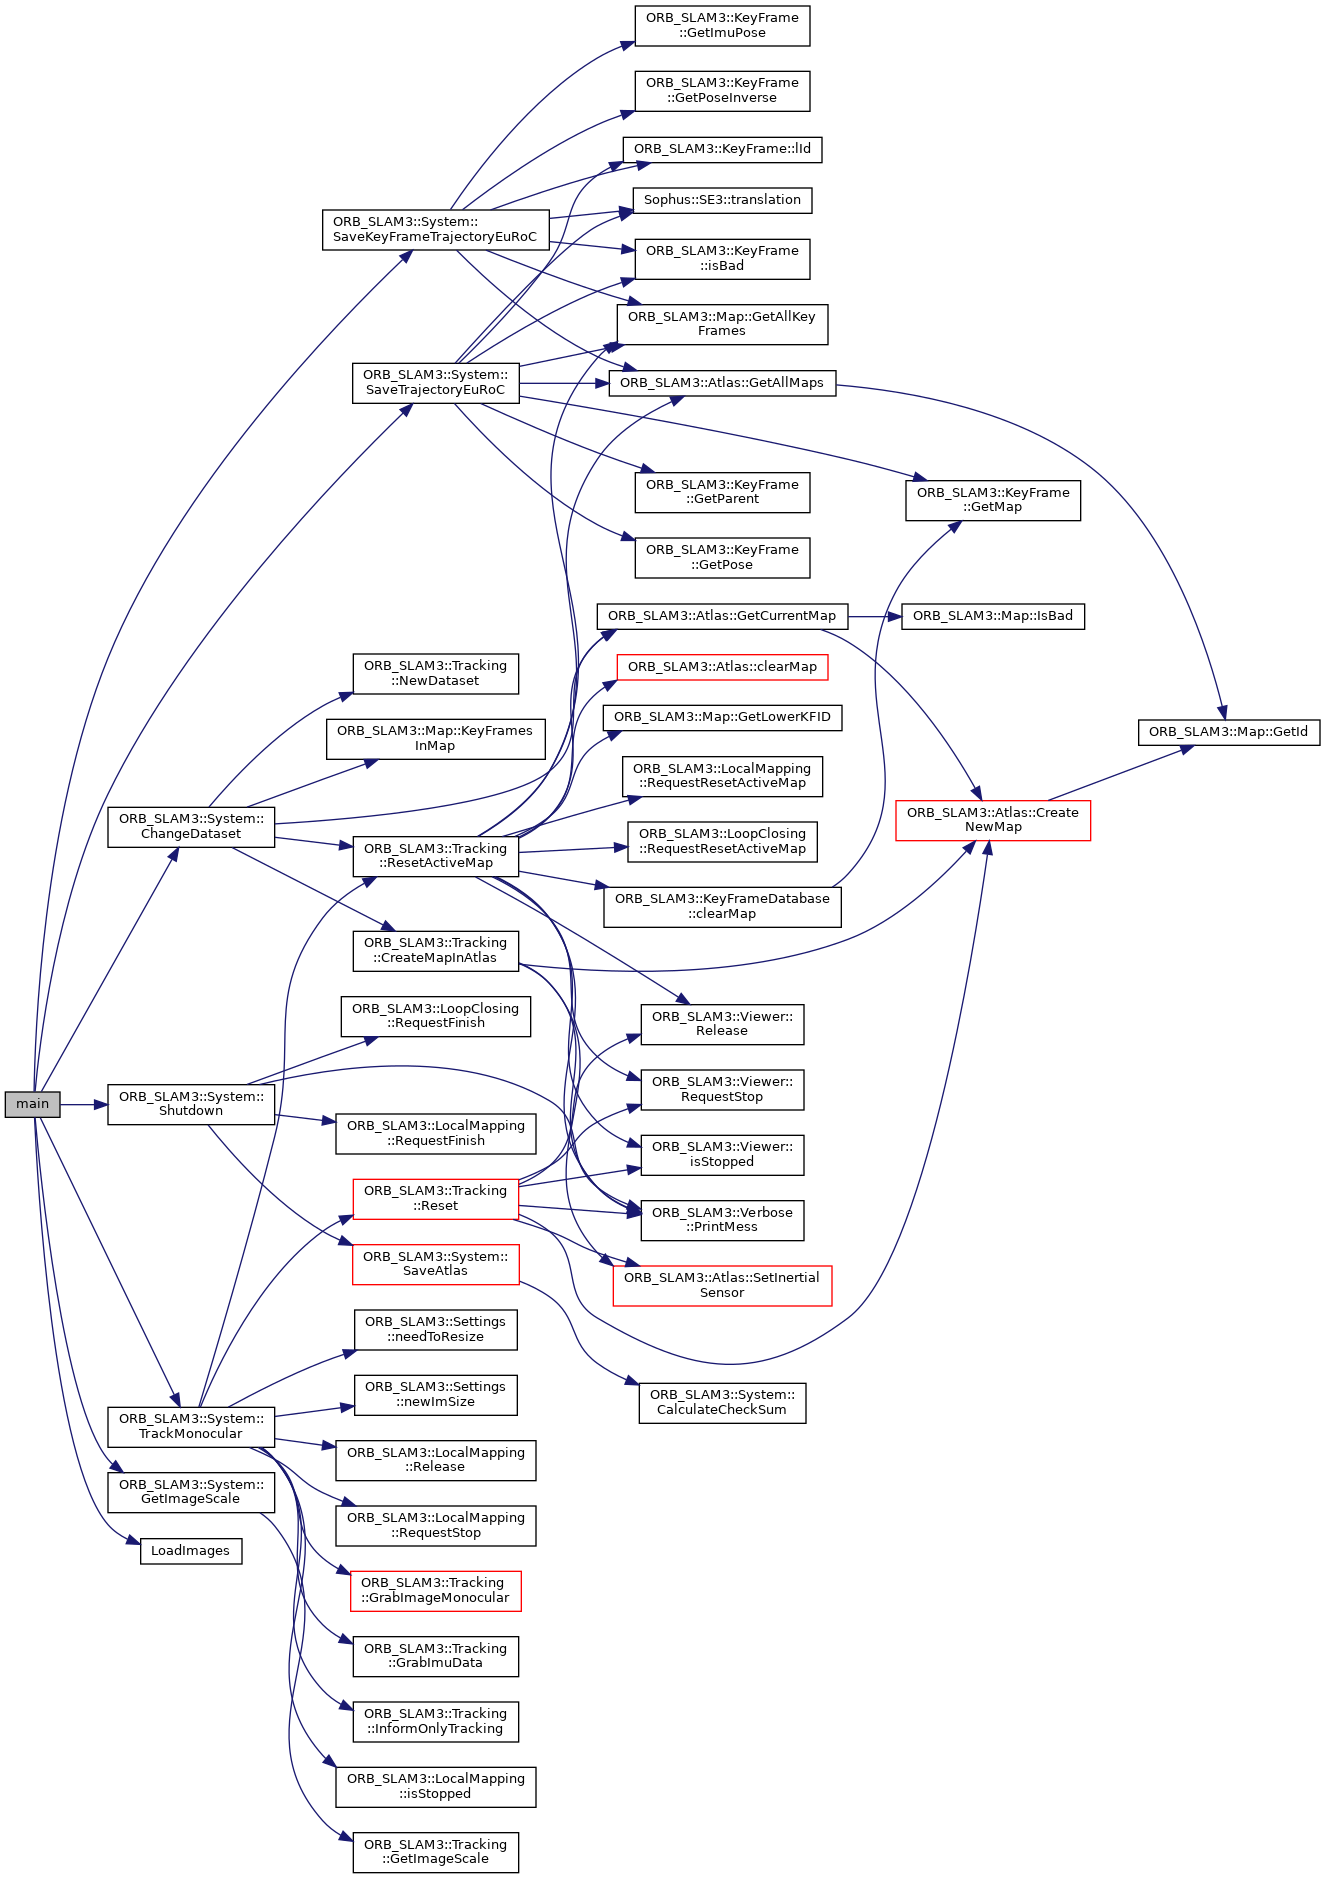 ORB_SLAM3::KeyFrame
::GetImuPose
ORB_SLAM3::KeyFrame
::GetPoseInverse
ORB_SLAM3::KeyFrame::lId
Sophus::SE3::translation
ORB_SLAM3::System::
SaveKeyFrameTrajectoryEuRoC
ORB_SLAM3::KeyFrame
::isBad
ORB_SLAM3::Map::GetAllKey
Frames
ORB_SLAM3::System::
SaveTrajectoryEuRoC
ORB_SLAM3::Atlas::GetAllMaps
ORB_SLAM3::KeyFrame
::GetParent
ORB_SLAM3::KeyFrame
::GetMap
ORB_SLAM3::KeyFrame
::GetPose
ORB_SLAM3::Atlas::GetCurrentMap
ORB_SLAM3::Map::IsBad
ORB_SLAM3::Tracking
::NewDataset
ORB_SLAM3::Atlas::clearMap
ORB_SLAM3::Map::GetLowerKFID
ORB_SLAM3::Map::KeyFrames
InMap
ORB_SLAM3::Map::GetId
ORB_SLAM3::LocalMapping
::RequestResetActiveMap
ORB_SLAM3::System::
ChangeDataset
ORB_SLAM3::Atlas::Create
NewMap
ORB_SLAM3::LoopClosing
::RequestResetActiveMap
ORB_SLAM3::Tracking
::ResetActiveMap
ORB_SLAM3::KeyFrameDatabase
::clearMap
ORB_SLAM3::Tracking
::CreateMapInAtlas
ORB_SLAM3::LoopClosing
::RequestFinish
ORB_SLAM3::Viewer::
Release
main
ORB_SLAM3::System::
Shutdown
ORB_SLAM3::Viewer::
RequestStop
ORB_SLAM3::LocalMapping
::RequestFinish
ORB_SLAM3::Viewer::
isStopped
ORB_SLAM3::Tracking
::Reset
ORB_SLAM3::Verbose
::PrintMess
ORB_SLAM3::System::
SaveAtlas
ORB_SLAM3::Atlas::SetInertial
Sensor
ORB_SLAM3::Settings
::needToResize
ORB_SLAM3::Settings
::newImSize
ORB_SLAM3::System::
CalculateCheckSum
ORB_SLAM3::System::
TrackMonocular
ORB_SLAM3::LocalMapping
::Release
ORB_SLAM3::System::
GetImageScale
ORB_SLAM3::LocalMapping
::RequestStop
LoadImages
ORB_SLAM3::Tracking
::GrabImageMonocular
ORB_SLAM3::Tracking
::GrabImuData
ORB_SLAM3::Tracking
::InformOnlyTracking
ORB_SLAM3::LocalMapping
::isStopped
ORB_SLAM3::Tracking
::GetImageScale